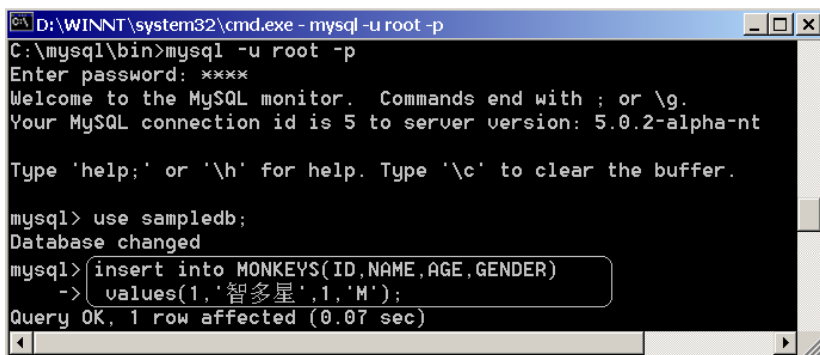 D:\WINNT\system32\cmd.exe - mysql -u root -p
C:\mysql\bin>mysql -u root -p
Enter password: ****
Welcome to the MySQL monitor.  Commands end with ; or \g.
Your MySQL connection id is 5 to server version: 5.0.2-alpha-nt
Type 'help;' or '\h' for help. Type '\c' to clear the buffer.
mysql> use sampledb;
Database changed
mysql> insert into MONKEYS(ID,NAME,AGE,GENDER)
    -> values(1,'智多星',1,'M');
Query OK, 1 row affected (0.07 sec)